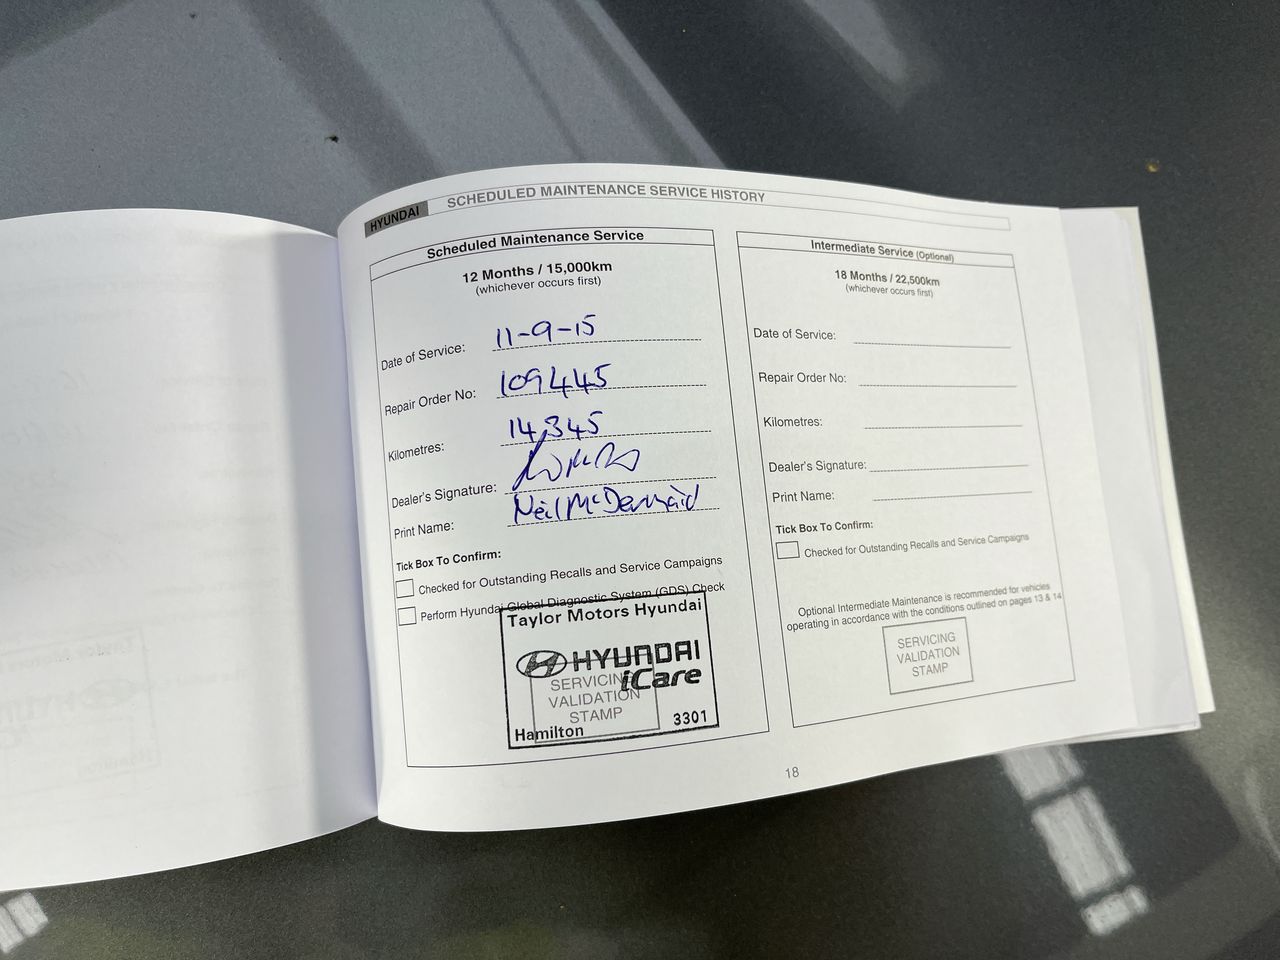 HYUNDAI SCHEDULED MAINTENANCE SERVICE HISTORY
Scheduled Maintenance Service
12 Months / 15,000km
(whichever occurs first)
Date of Service: 11-9-15
Repair Order No: 109445
Kilometres: 14,345
Dealer's Signature:
Print Name: Neil McDermaid
Tick Box To Confirm:
Checked for Outstanding Recalls and Service Campaigns
Perform Hyundai Global Diagnostic System (GDS) Check
Taylor Motors Hyundai
HYUNDAI
iCare
SERVICING
VALIDATION
STAMP
Hamilton 3301
Intermediate Service (Optional)
18 Months / 22,500km
(whichever occurs first)
Date of Service:
Repair Order No:
Kilometres:
Dealer's Signature:
Print Name:
Tick Box To Confirm:
Checked for Outstanding Recalls and Service Campaigns
Optional Intermediate Maintenance is recommended for vehicles
operating in accordance with the conditions outlined on pages 13 & 14
SERVICING
VALIDATION
STAMP
18